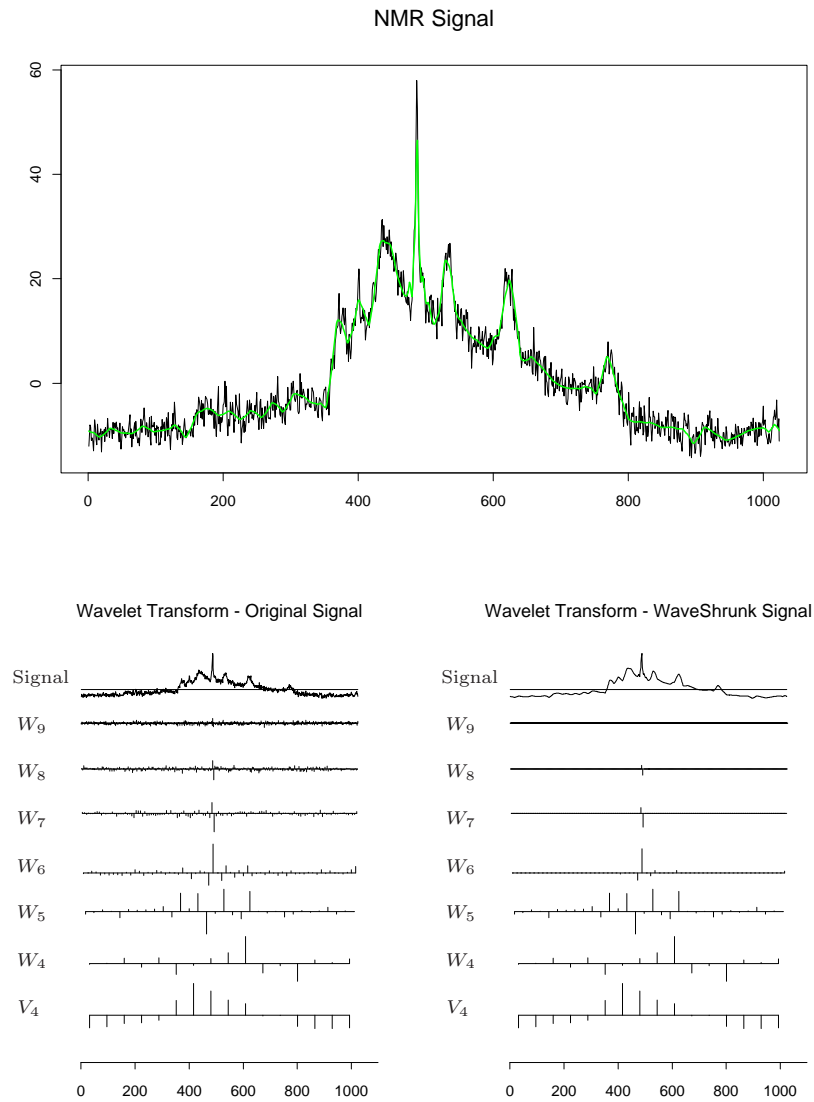 NMR Signal
60
40
20
0
0 200 400 600 800 1000
Wavelet Transform - Original Signal
Signal
W9
W8
W7
W6
W5
W4
V4
0 200 400 600 800 1000
Wavelet Transform - WaveShrunk Signal
Signal
W9
W8
W7
W6
W5
W4
V4
0 200 400 600 800 1000